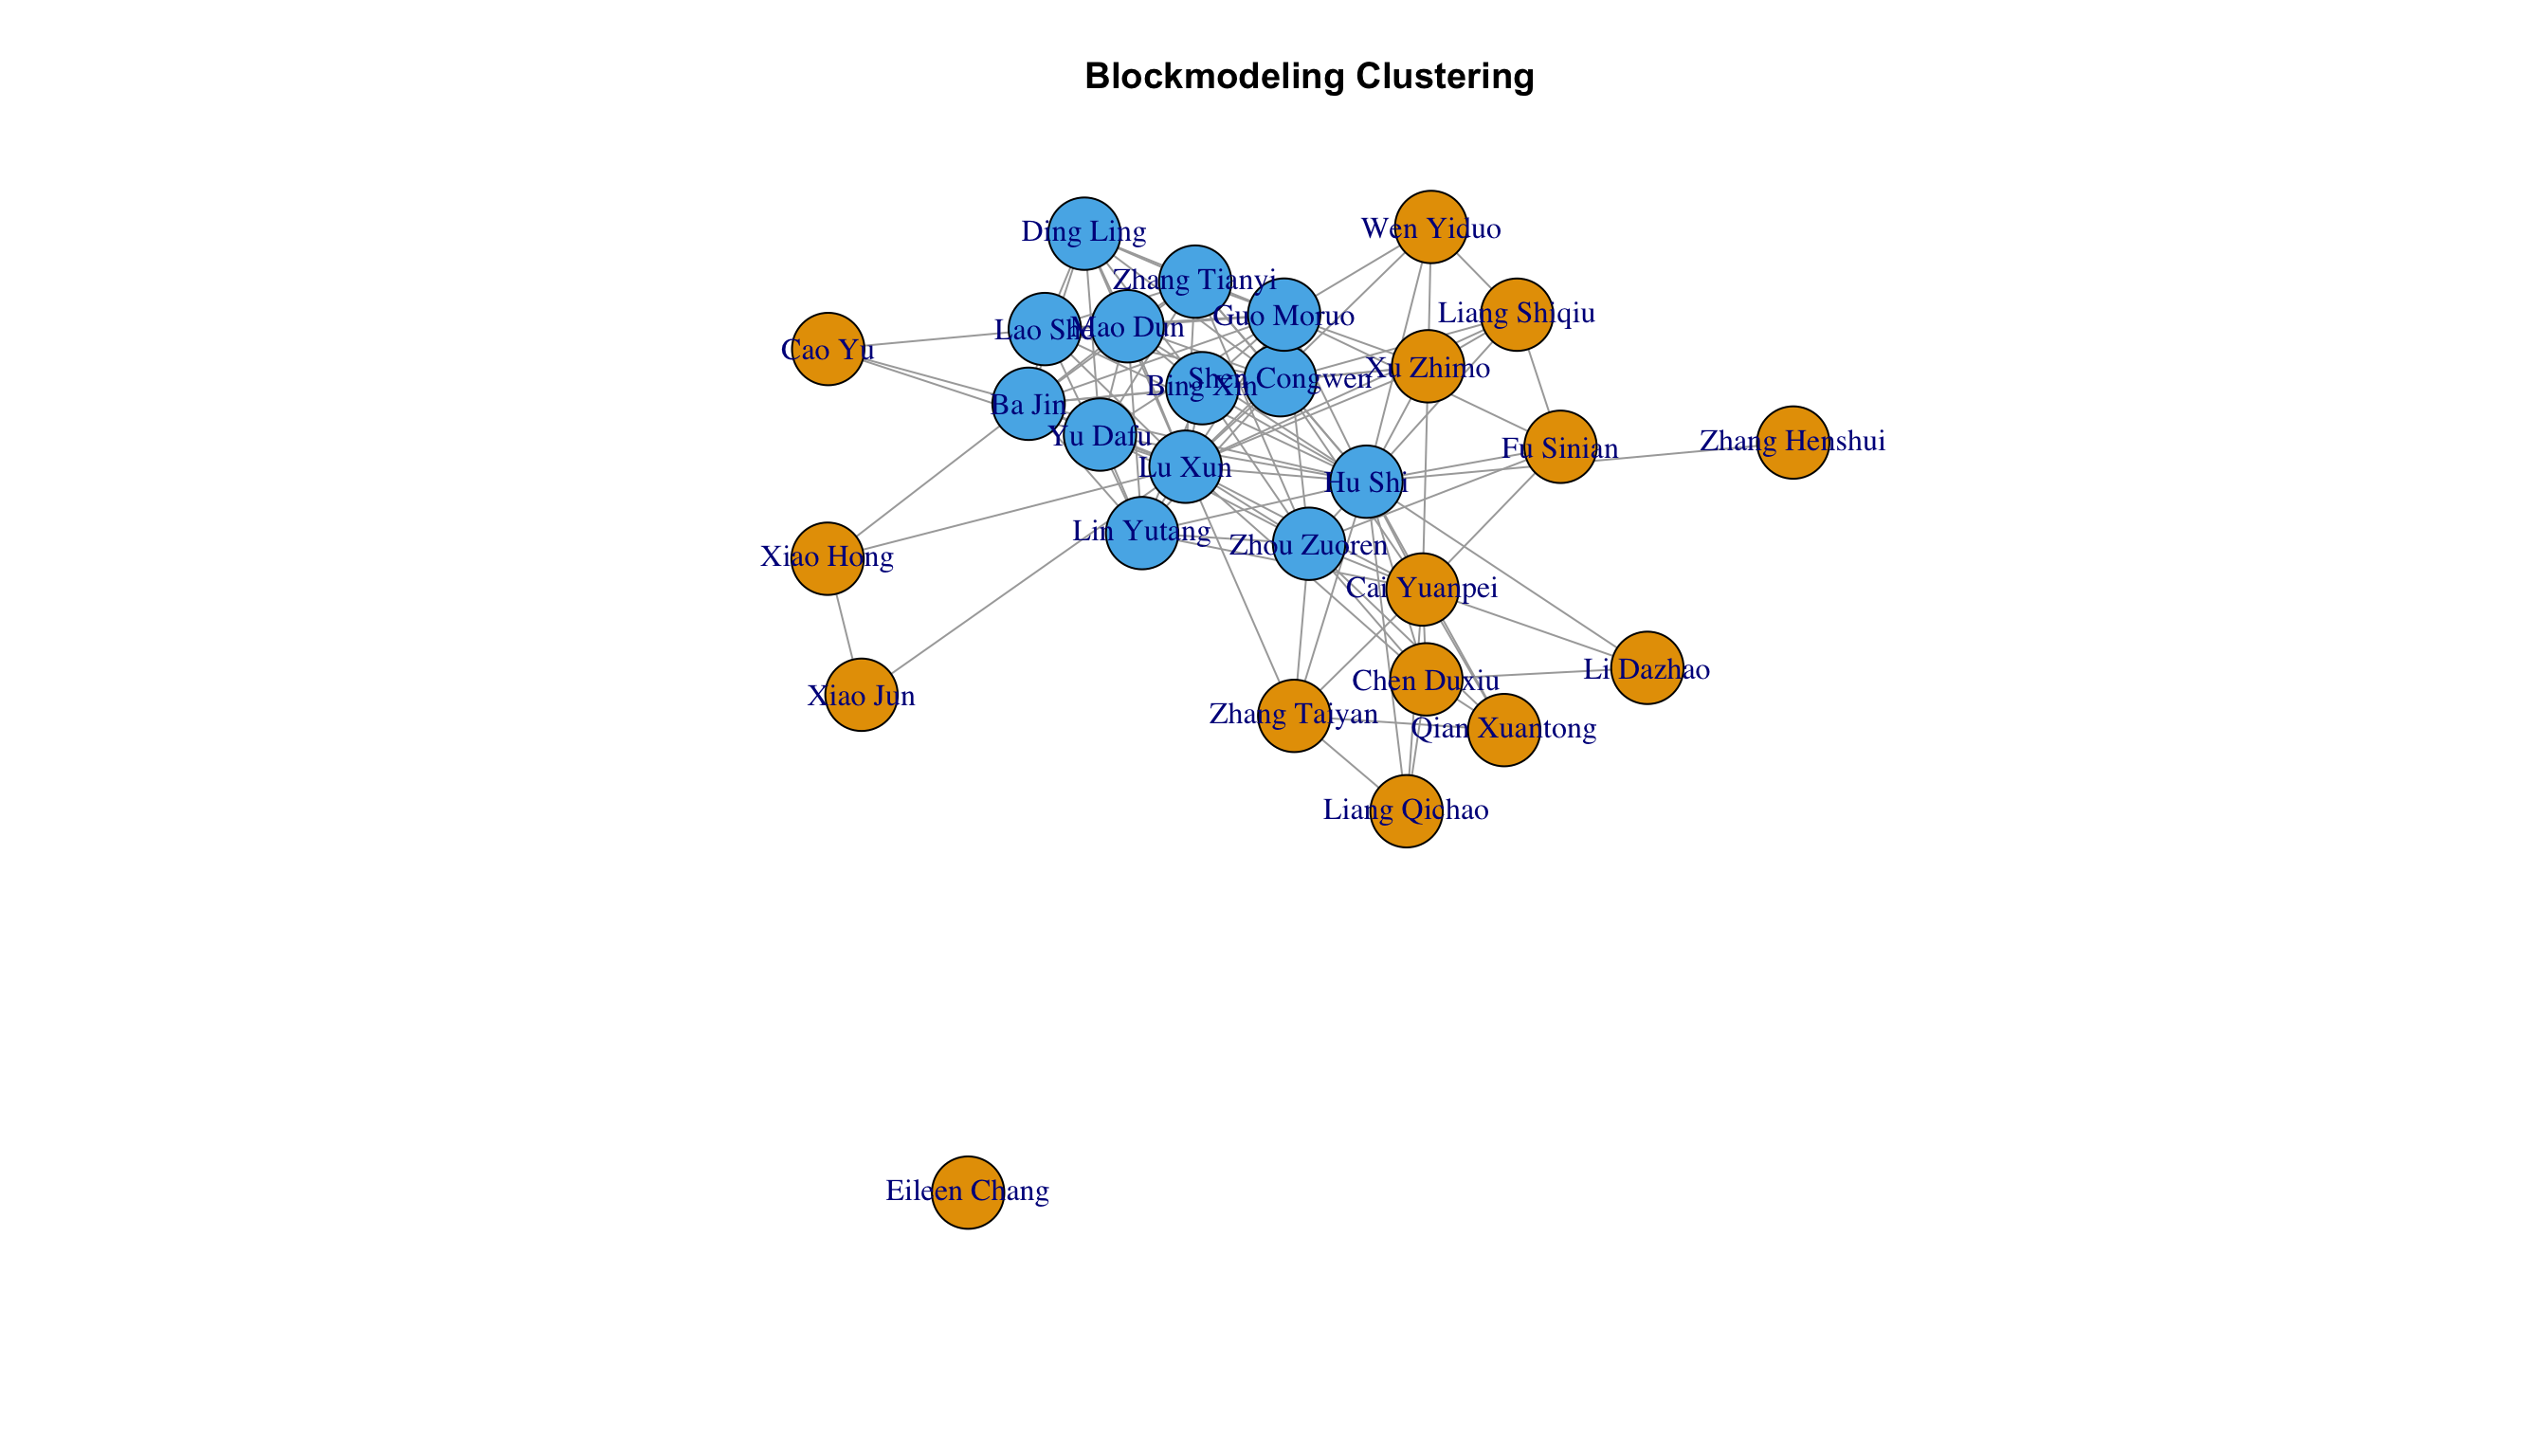 Blockmodeling Clustering
Wen Yiduo
Ding Ling
Zhang Tianyi
Liang Shiqiu
Guo Moruo
Mao Dun
Lao She
Cao Yu
Xu Zhimo
Shen Congwen
Bing Xin
Ba Jin
Yu Dafu
Zhang Henshui
Fu Sinian
Lu Xun
Hu Shi
Lin Yutang
Zhou Zuoren
Xiao Hong
Cai Yuanpei
Li Dazhao
Chen Duxiu
Xiao Jun
Zhang Taiyan
Qian Xuantong
Liang Qichao
Eileen Chang